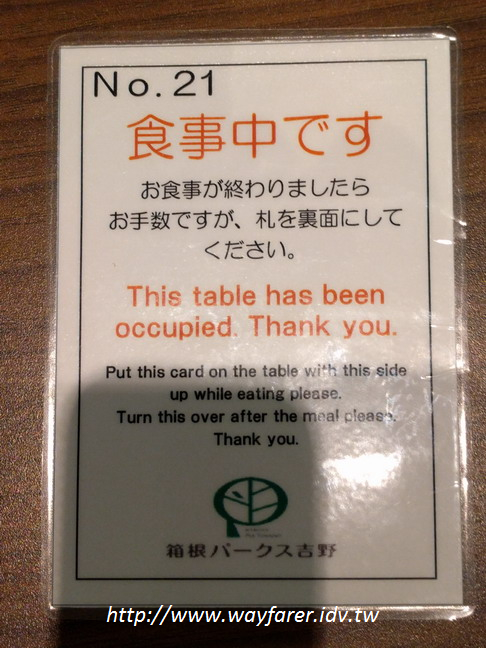 No.21
食事中です
お食事が終わりましたら
お手数ですが、札を裏面にして
ください。
This table has been
occupied. Thank you.
Put this card on the table with this side
up while eating please.
Turn this over after the meal please.
Thank you.
箱根パークス吉野
http://www.wayfarer.idv.tw